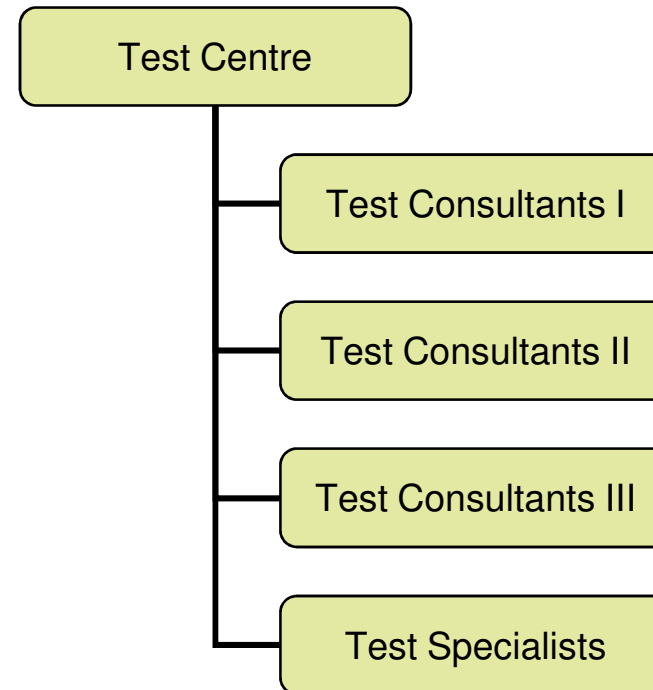 Test Centre
Test Consultants I
Test Consultants II
Test Consultants III
Test Specialists